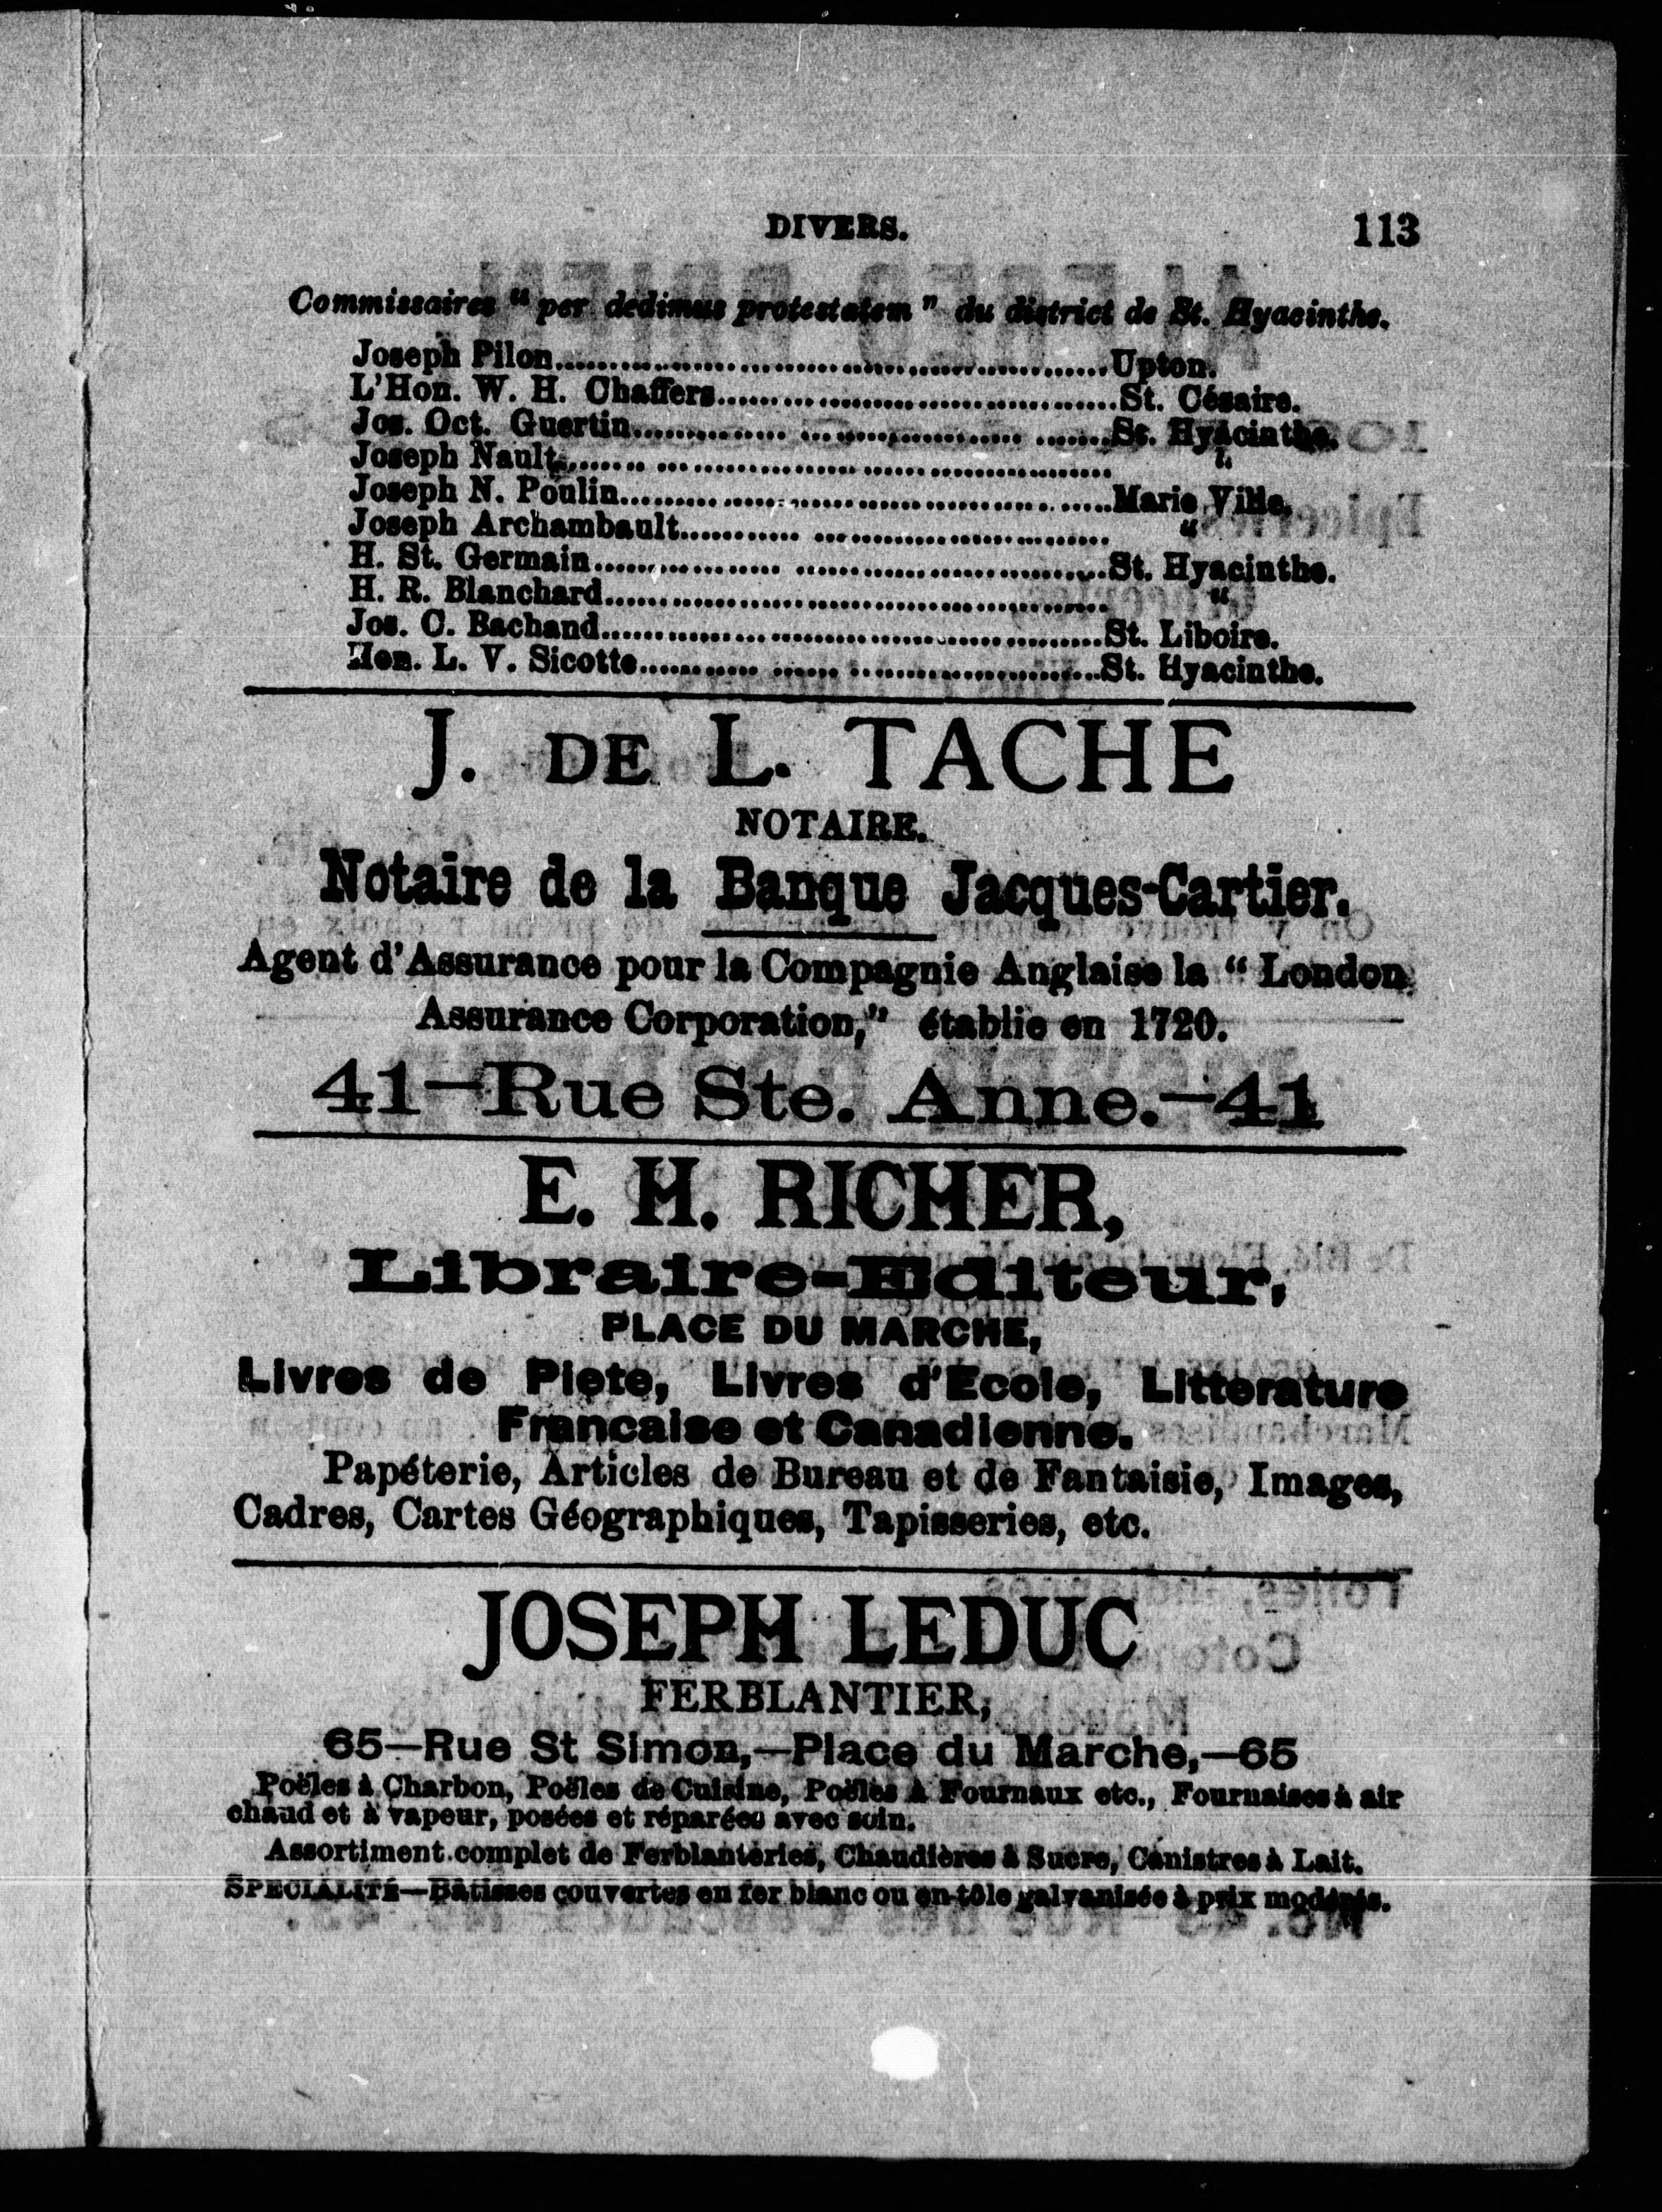 DIVERS. 113
Commissaires “ per dedimus protestatem ” du district de St. Hyacinthe.
Joseph Pilon..........Upton.
L'Hon. W. H. Chaffers..........St. Césaire.
Jos. Oct. Guertin..........St. Hyacinthe.
Joseph Nault.......... “
Joseph N. Poulin..........Marie Ville.
Joseph Archambault.......... “
H. St. Germain..........St. Hyacinthe.
H. R. Blanchard.......... “
Jos. C. Bachand..........St. Liboire.
Hon. L. V. Sicotte..........St. Hyacinthe.
J. DE L. TACHE
NOTAIRE.
Notaire de la Banque Jacques-Cartier.
Agent d'Assurance pour la Compagnie Anglaise la “ London
Assurance Corporation,” établie en 1720.
41—Rue Ste. Anne.—41
E. H. RICHER,
Libraire-Editeur,
PLACE DU MARCHE,
Livres de Piete, Livres d'Ecole, Litterature
Francaise et Canadienne.
Papéterie, Articles de Bureau et de Fantaisie, Images,
Cadres, Cartes Géographiques, Tapisseries, etc.
JOSEPH LEDUC
FERBLANTIER,
65—Rue St Simon,—Place du Marche,—65
Poëles à Charbon, Poëles de Cuisine, Poëles à Fournaux etc., Fournaises à air
chaud et à vapeur, posées et réparées avec soin.
Assortiment complet de Ferblanteries, Chaudières à Sucre, Canistres à Lait.
SPECIALITÉ—Bâtisses couvertes en fer blanc ou en tôle galvanisée à prix modérés.